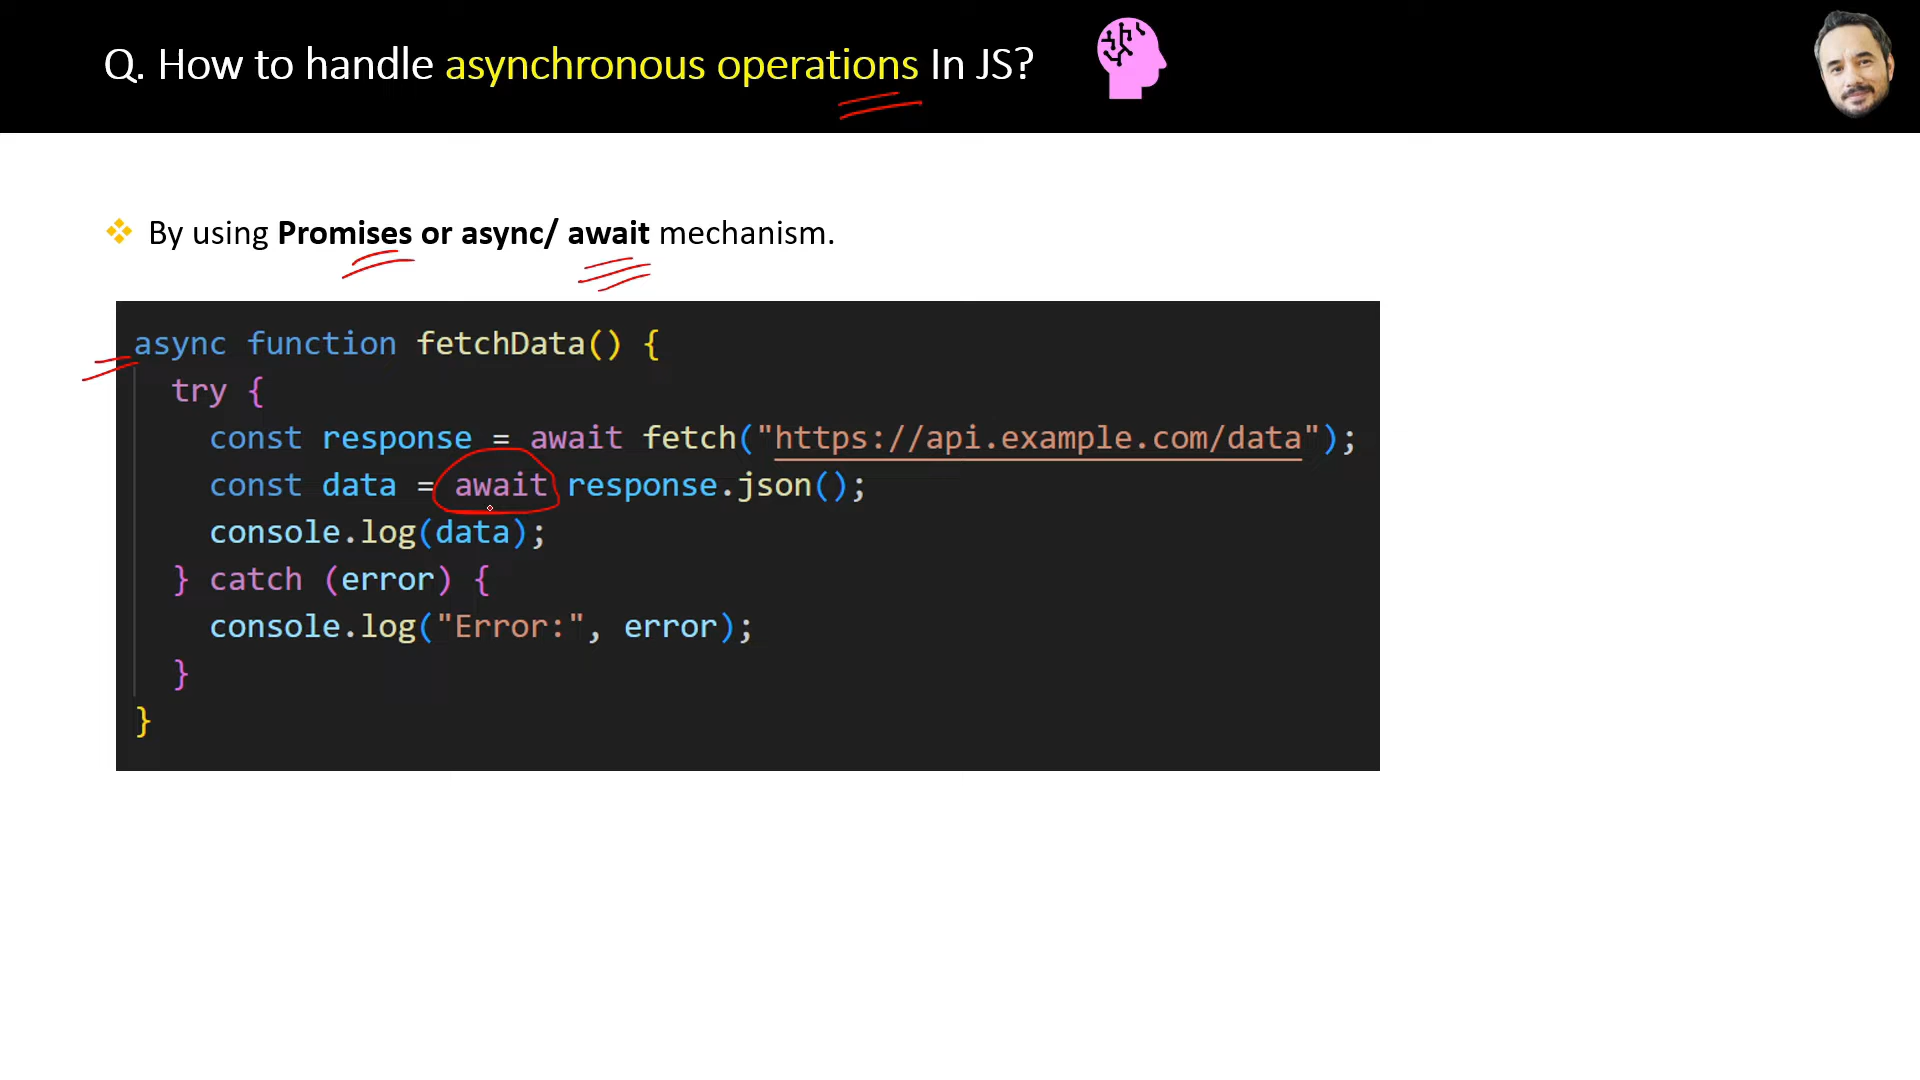 Q. How to handle asynchronous operations In JS?
By using Promises or async/ await mechanism.
async function fetchData() {
try {
const response = await fetch("https://api.example.com/data");
const data = await response.json();
console.log(data);
} catch (error) {
console.log("Error:", error);
}
}